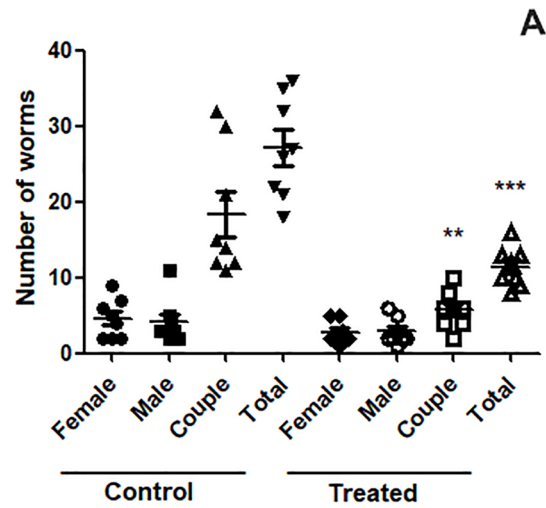 A
Number of worms
40
30
20
10
0
**
***
Female
Male
Couple
Total
Female
Male
Couple
Total
Control
Treated